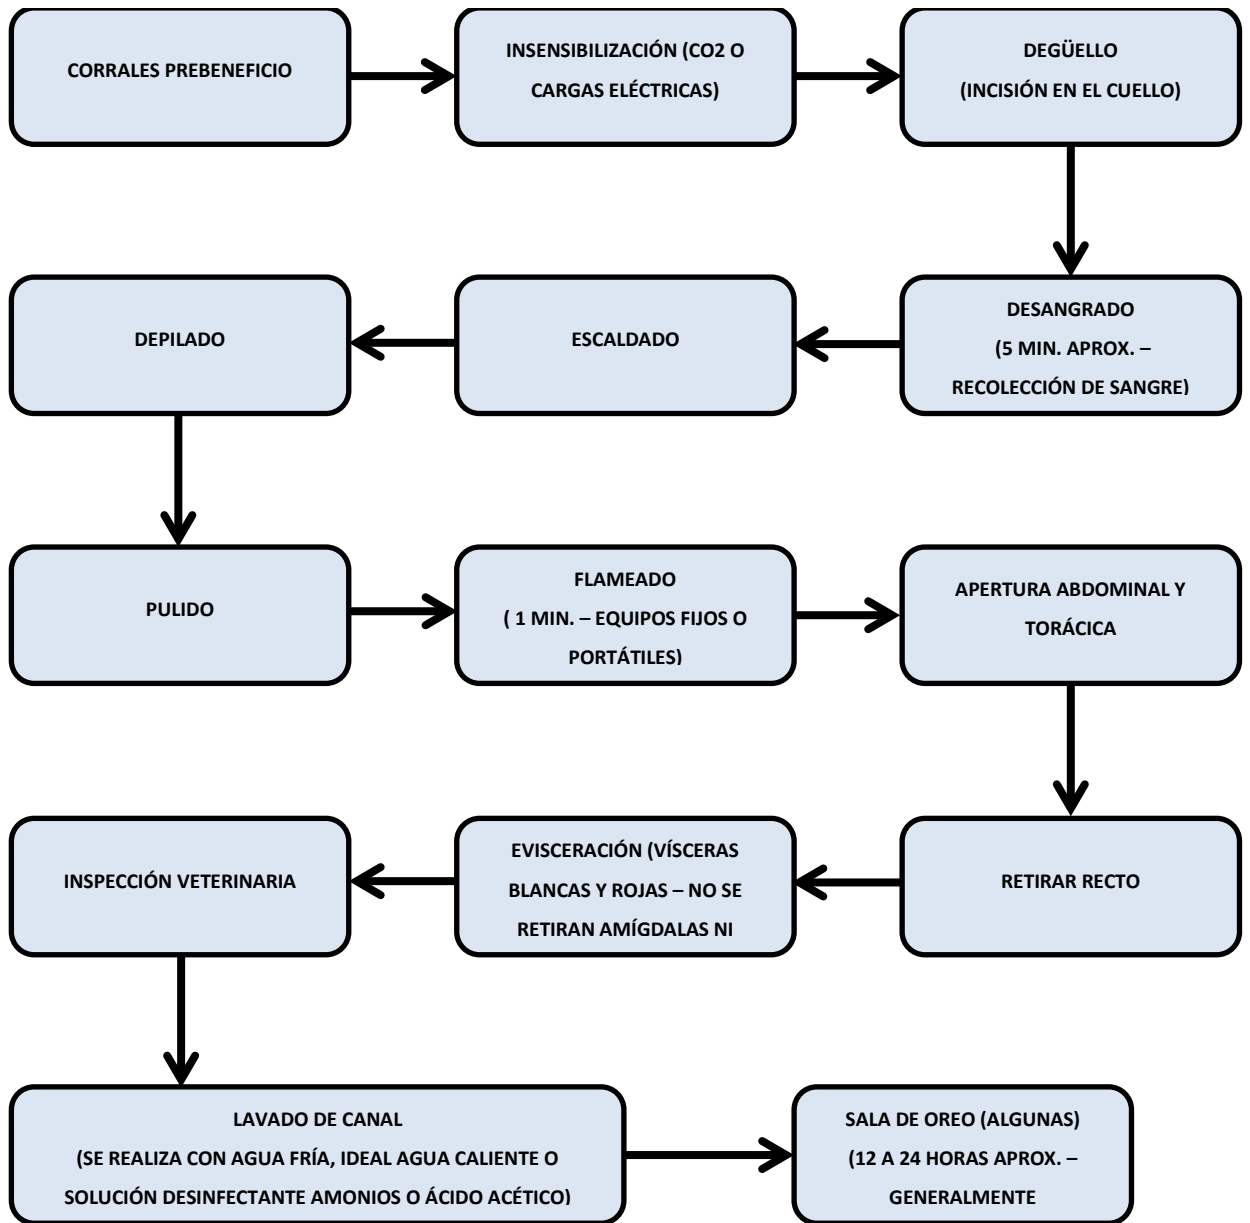 CORRALES PREBENEFICIO
INSENSIBILIZACIÓN (CO2 O
CARGAS ELÉCTRICAS)
DEGÜELLO
(INCISIÓN EN EL CUELLO)
DESANGRADO
(5 MIN. APROX. –
RECOLECCIÓN DE SANGRE)
ESCALDADO
DEPILADO
PULIDO
FLAMEADO
( 1 MIN. – EQUIPOS FIJOS O
PORTÁTILES)
APERTURA ABDOMINAL Y
TORÁCICA
RETIRAR RECTO
EVISCERACIÓN (VÍSCERAS
BLANCAS Y ROJAS – NO SE
RETIRAN AMÍGDALAS NI
INSPECCIÓN VETERINARIA
LAVADO DE CANAL
(SE REALIZA CON AGUA FRÍA, IDEAL AGUA CALIENTE O
SOLUCIÓN DESINFECTANTE AMONIOS O ÁCIDO ACÉTICO)
SALA DE OREO (ALGUNAS)
(12 A 24 HORAS APROX. –
GENERALMENTE